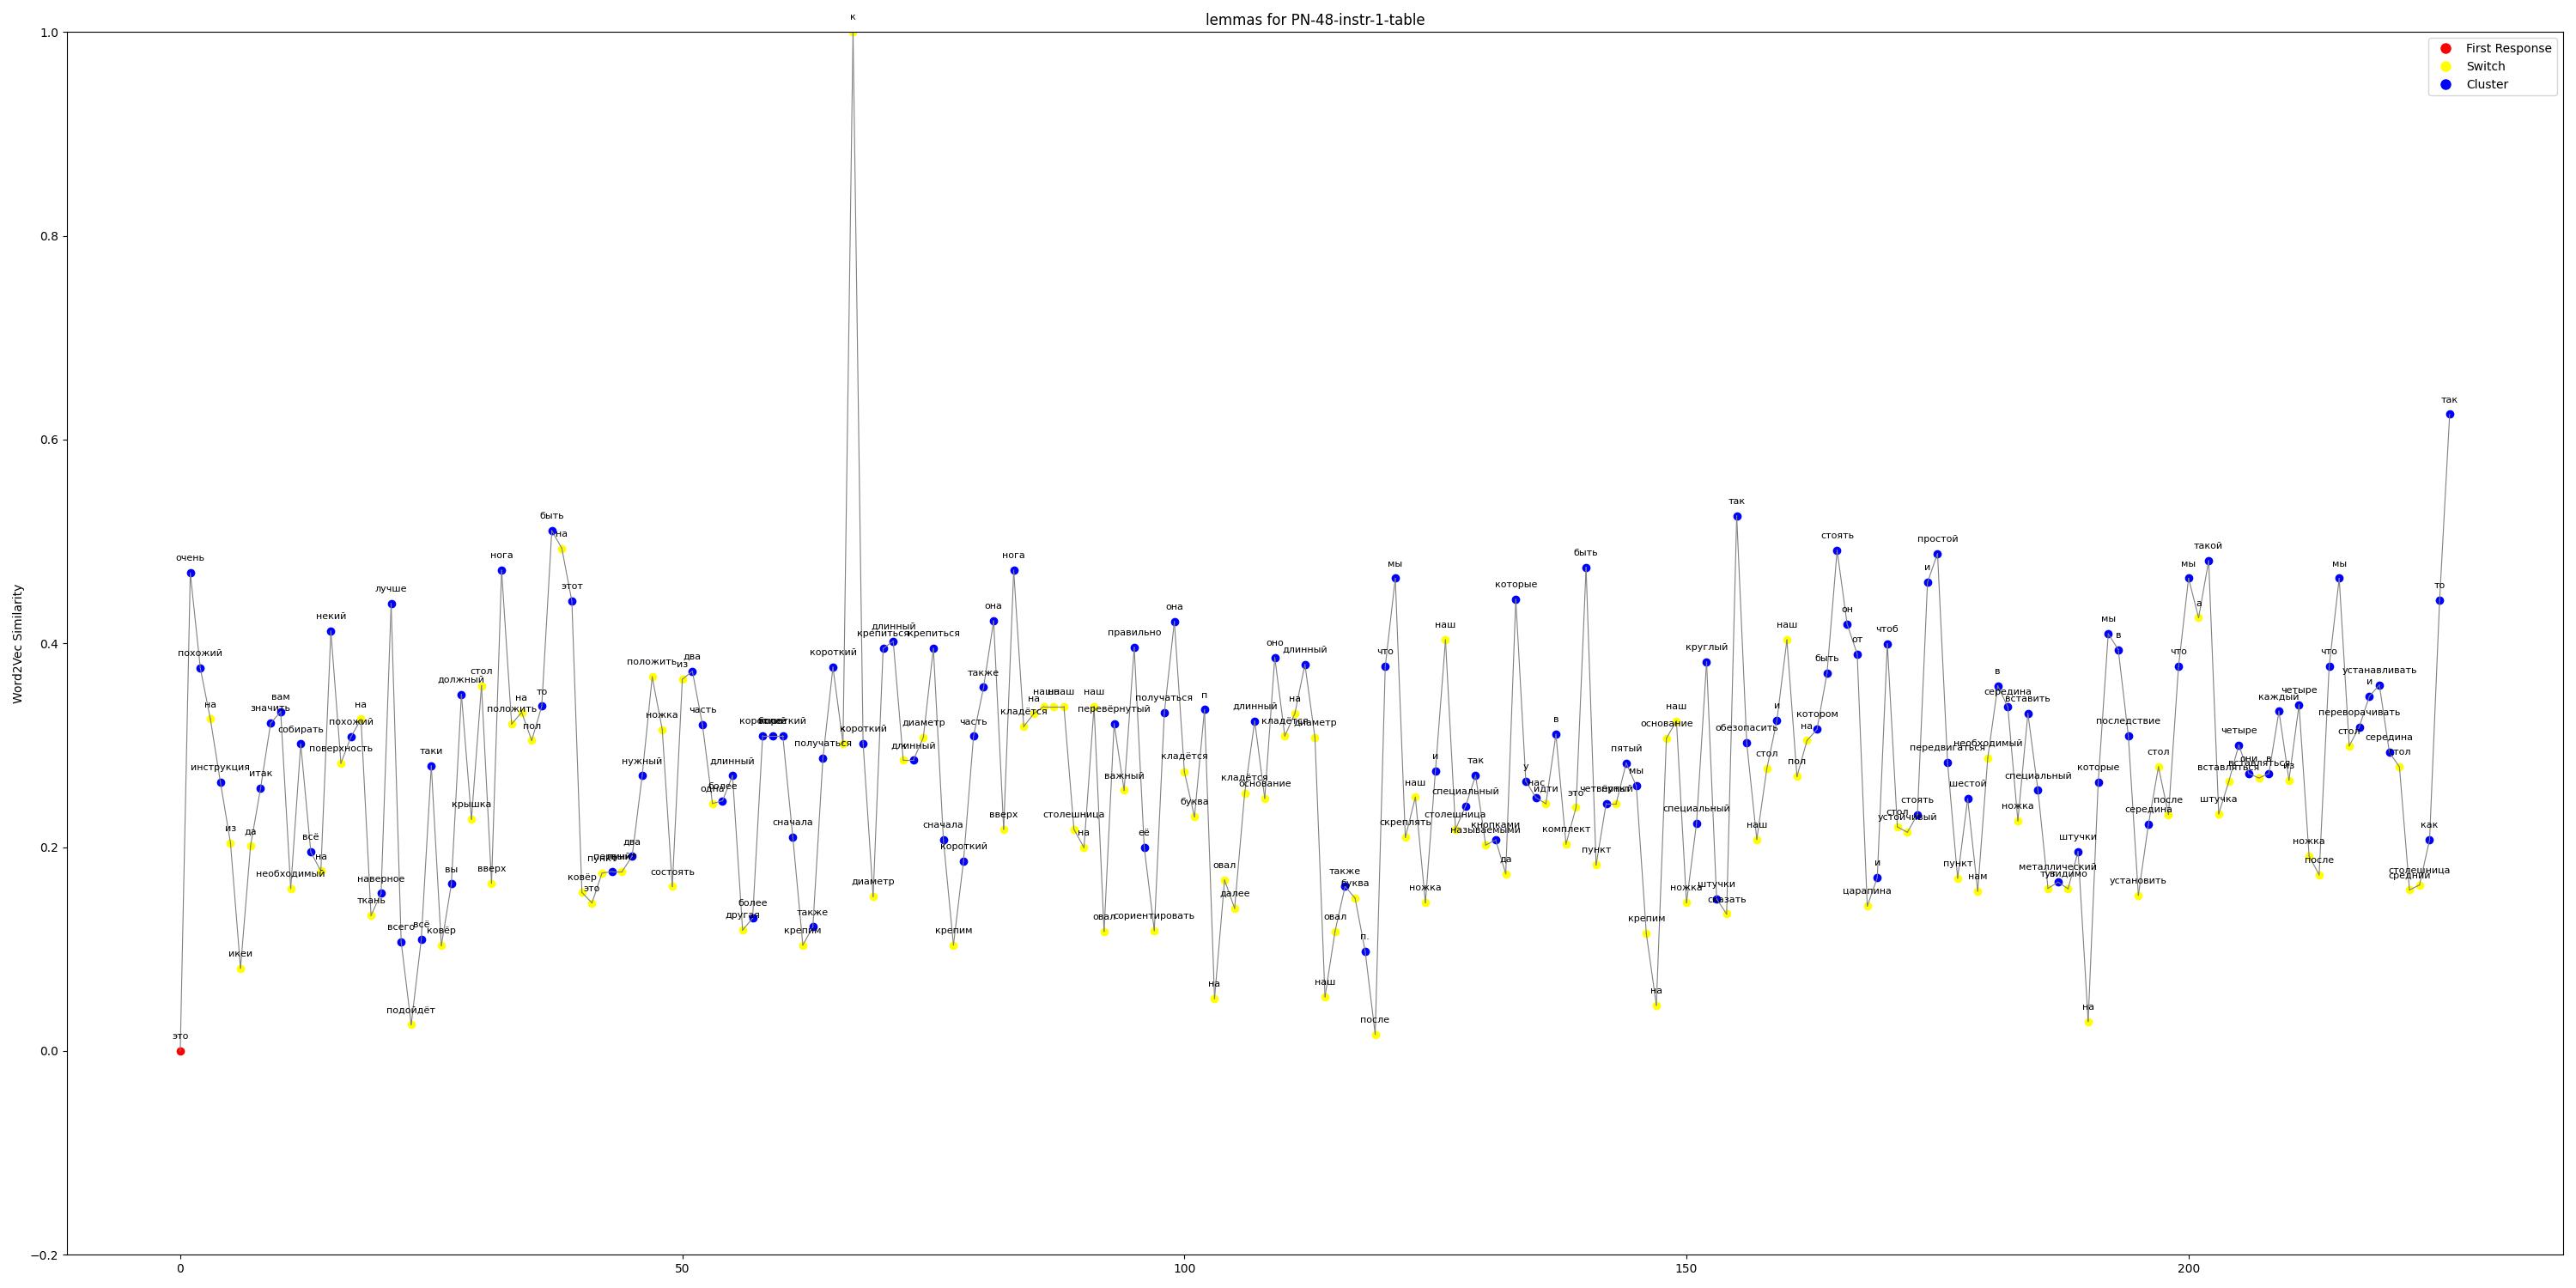 lemmas for PN-48-instr-1-table
First Response
Switch
Cluster
Word2Vec Similarity
1.0
0.8
0.6
0.4
0.2
0.0
−0.2
0
50
100
150
200
это
очень
похожий
на
инструкция
из
икеи
да
итак
значить
вам
необходимый
собирать
всё
на
некий
поверхность
похожий
на
ткань
наверное
лучше
всего
подойдёт
всё
таки
ковёр
вы
должный
крышка
стол
вверх
нога
положить
на
пол
то
быть
на
этот
ковёр
это
два
нужный
положить
ножка
состоять
из
два
часть
одна
более
длинный
другая
более
короткий
сначала
крепим
также
получаться
короткий
к
короткий
диаметр
крепиться
длинный
длинный
диаметр
крепиться
сначала
крепим
короткий
часть
также
она
вверх
нога
кладётся
на
наш
столешница
на
наш
овал
перевёрнутый
важный
правильно
её
сориентировать
получаться
она
кладётся
буква
п
на
овал
далее
кладётся
длинный
основание
оно
кладётся
на
длинный
диаметр
наш
овал
также
буква
п.
после
что
мы
скреплять
наш
ножка
и
наш
столешница
специальный
так
называемыми
кнопками
да
которые
у
нас
идти
в
комплект
это
быть
пункт
четвертый
пятый
мы
крепим
на
основание
наш
ножка
специальный
круглый
штучки
сказать
так
обезопасить
наш
стол
и
наш
пол
на
котором
быть
стоять
он
от
царапина
и
чтоб
стол
устойчивый
стоять
и
простой
передвигаться
пункт
шестой
нам
необходимый
в
середина
ножка
вставить
специальный
металлический
видимо
штучки
на
которые
мы
в
последствие
установить
середина
стол
после
что
мы
а
такой
штучка
вставляться
четыре
они
вставляться
в
каждый
из
четыре
ножка
после
что
мы
переворачивать
стол
и
устанавливать
середина
стол
средний
столешница
как
то
так